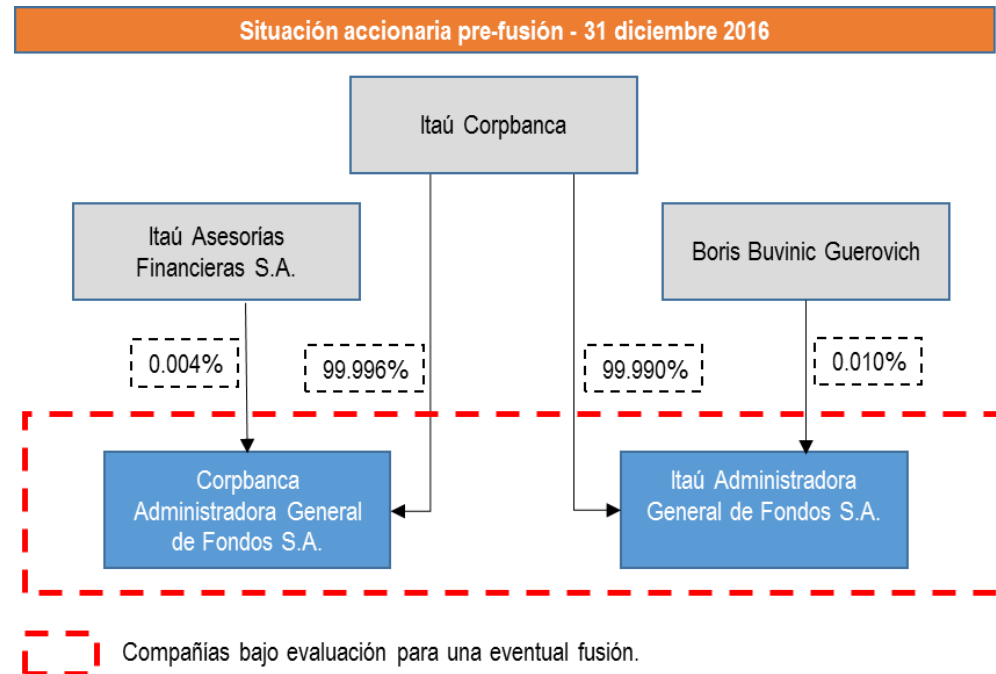 Situación accionaria pre-fusión - 31 diciembre 2016
Itaú Corpbanca
Itaú Asesorías
Financieras S.A.
Boris Buvinic Guerovich
0.004%
99.996%
99.990%
0.010%
Corpbanca
Administradora General
de Fondos S.A.
Itaú Administradora
General de Fondos S.A.
Compañías bajo evaluación para una eventual fusión.